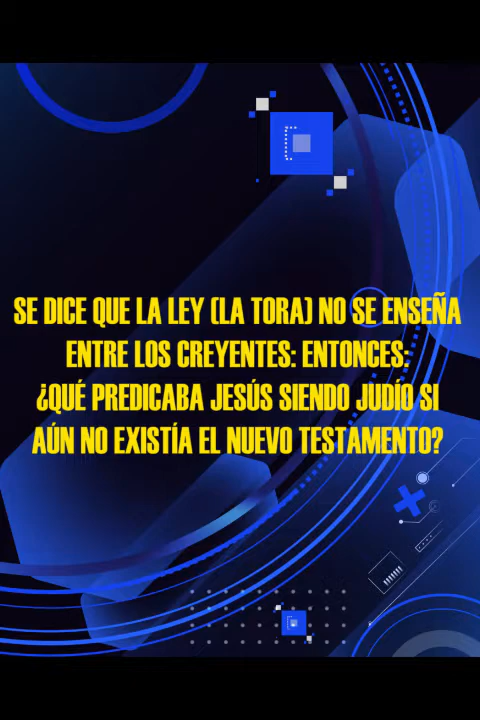 SE DICE QUE LA LEY (LA TORA) NO SE ENSEÑA
ENTRE LOS CREYENTES: ENTONCES:
¿QUÉ PREDICABA JESÚS SIENDO JUDÍO SI
AÚN NO EXISTÍA EL NUEVO TESTAMENTO?